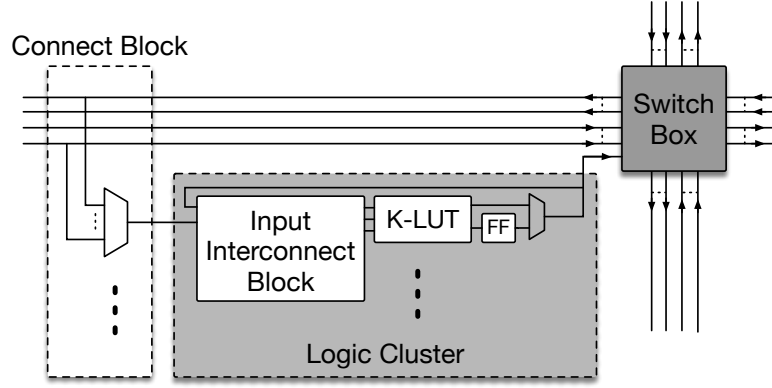 Connect Block
Switch
Box
Input
Interconnect
Block
K-LUT
FF
Logic Cluster